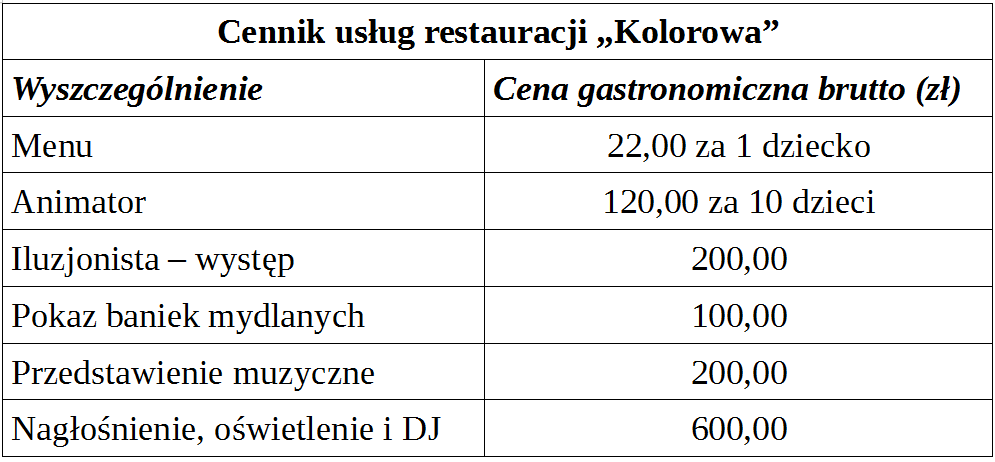 Cennik usług restauracji „Kolorowa”
Wyszczególnienie Cena gastronomiczna brutto (zł)
Menu 22,00 za 1 dziecko
Animator 120,00 za 10 dzieci
Iluzjonista – występ 200,00
Pokaz baniek mydlanych 100,00
Przedstawienie muzyczne 200,00
Nagłośnienie, oświetlenie i DJ 600,00